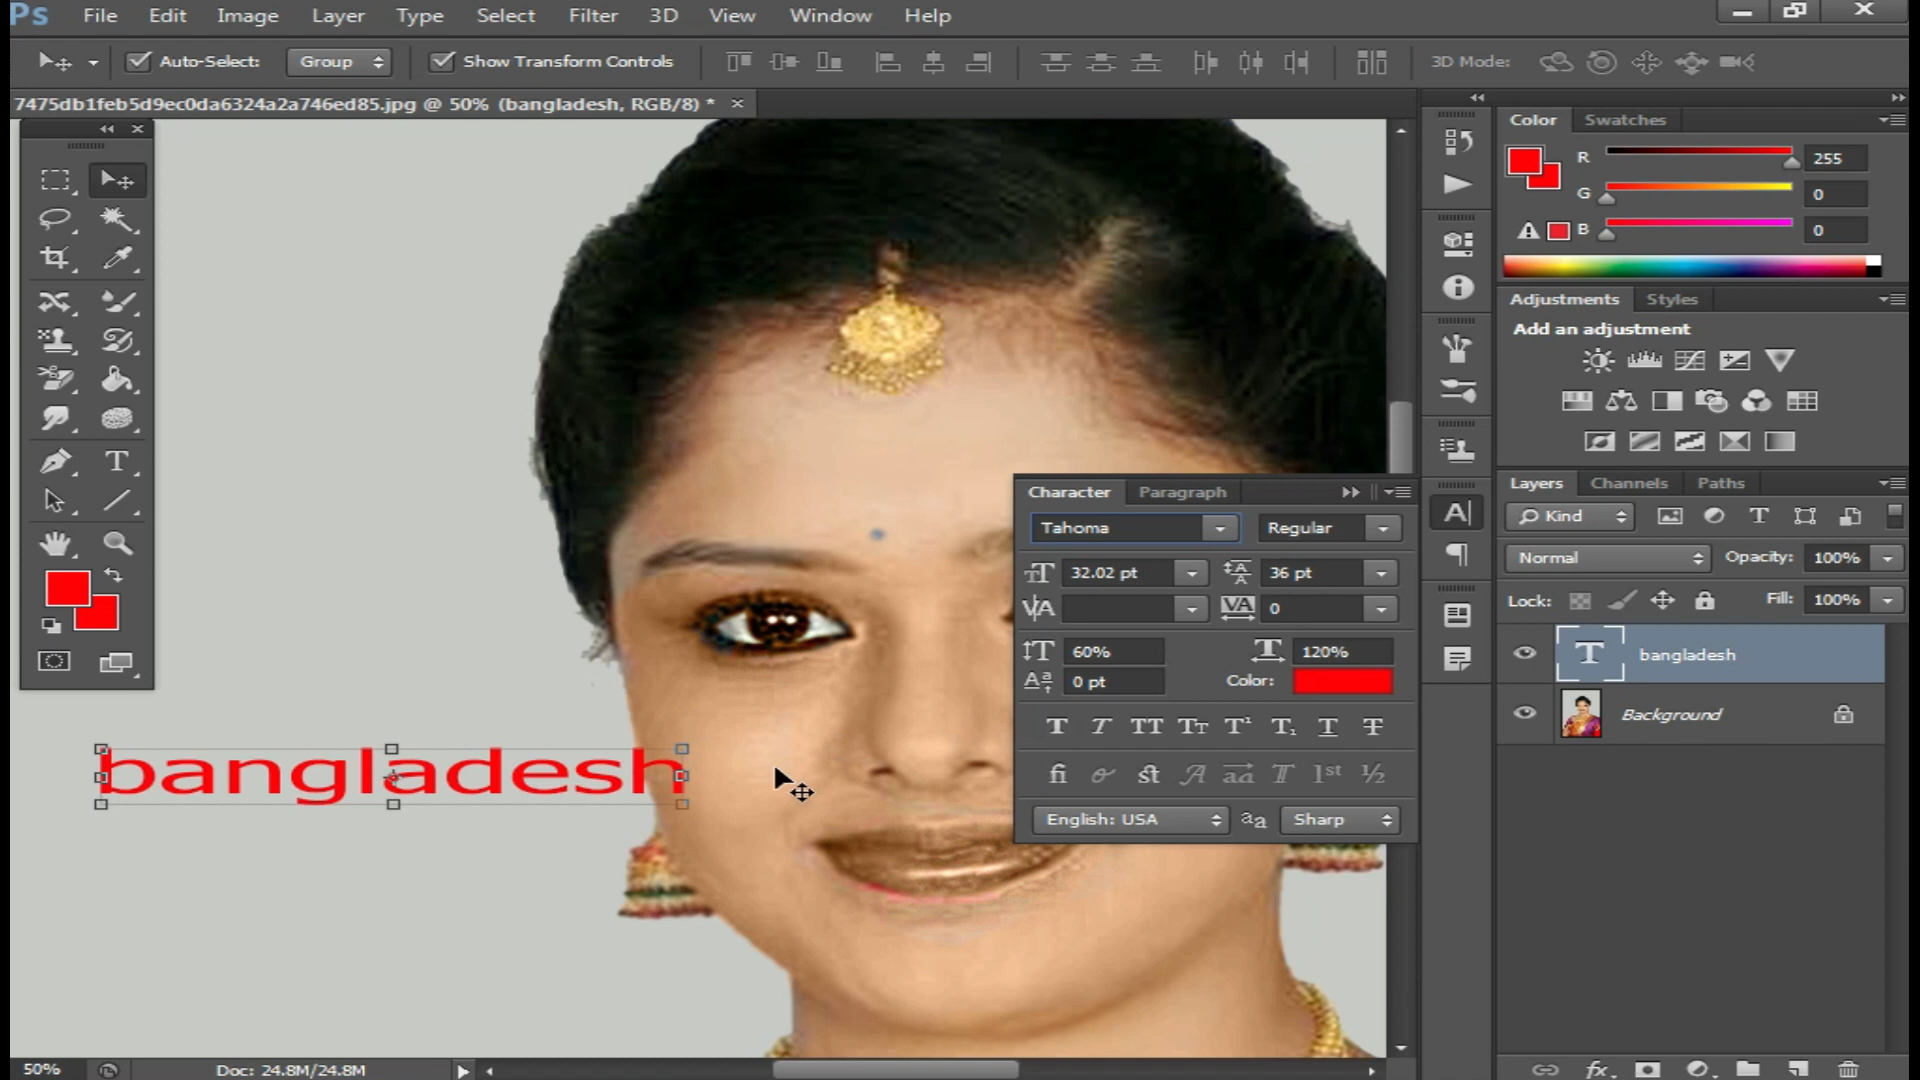 Ps File Edit Image Layer Type Select Filter 3D View Window Help
Auto-Select: Group Show Transform Controls 3D Mode:
7475db1feb5d9ec0da6324a2a746ed85.jpg @ 50% (bangladesh, RGB/8) * ×
Color Swatches
R 255
G 0
B 0
Adjustments Styles
Add an adjustment
Character Paragraph
Tahoma Regular
32.02 pt 36 pt
0
60% 120%
0 pt Color:
English: USA Sharp
Layers Channels Paths
Kind
Normal Opacity: 100%
Lock: Fill: 100%
bangladesh
Background
bangladesh
50% Doc: 24.8M/24.8M